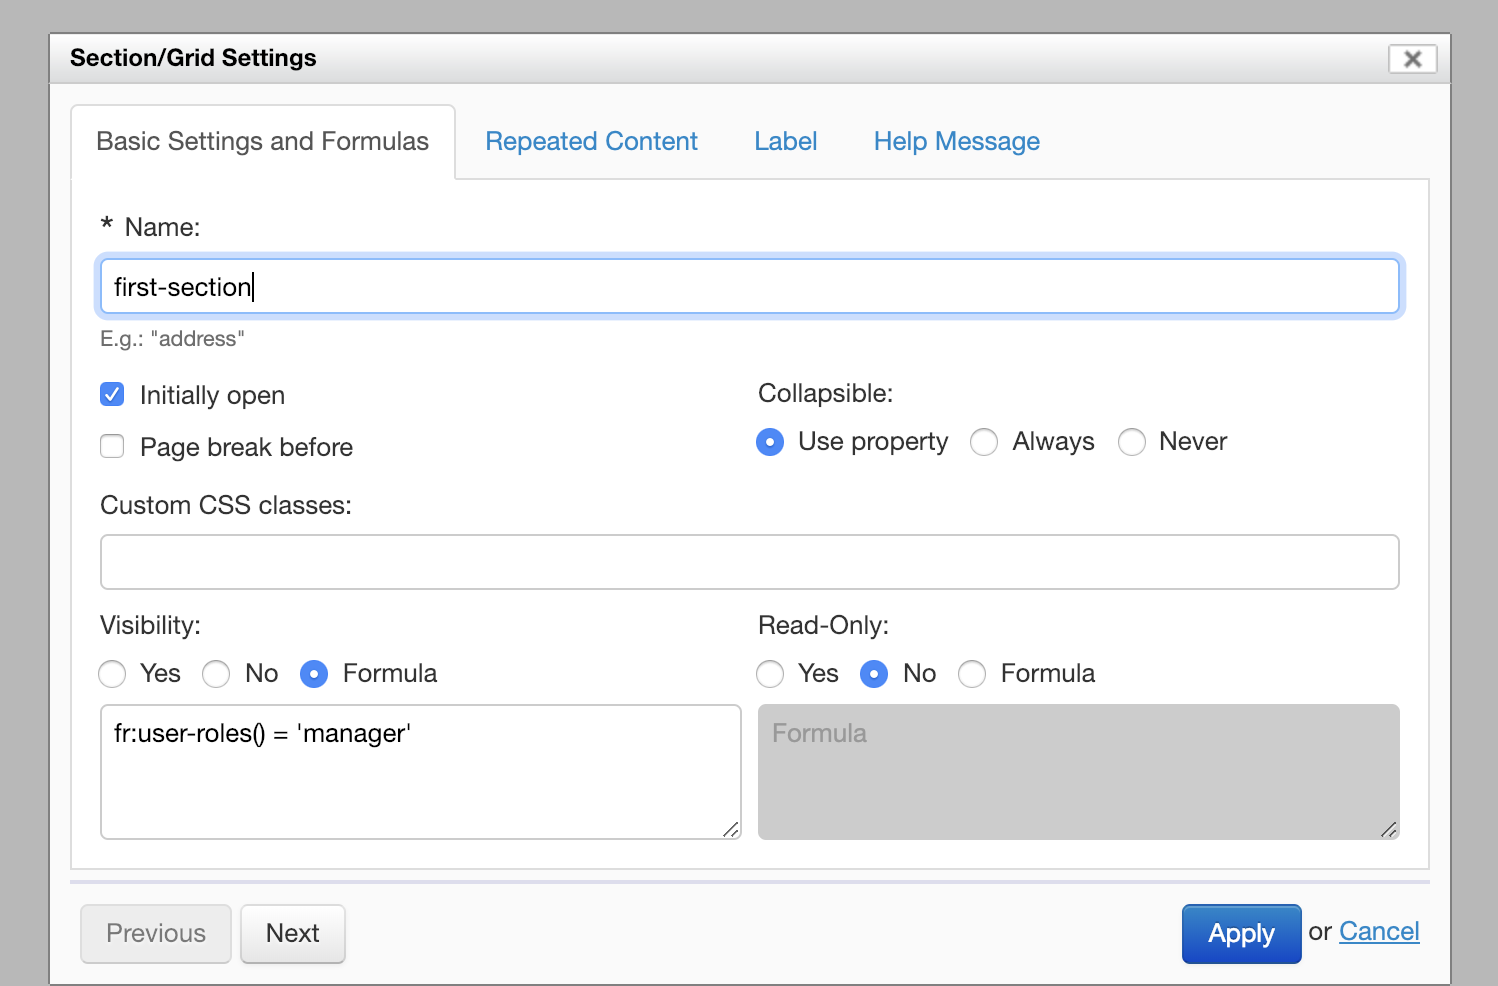 Section/Grid Settings
Basic Settings and Formulas Repeated Content Label Help Message
* Name:
first-section
E.g.: "address"
Initially open
Page break before
Collapsible:
Use property Always Never
Custom CSS classes:
Visibility:
Yes No Formula
fr:user-roles() = 'manager'
Read-Only:
Yes No Formula
Formula
Previous Next Apply or Cancel